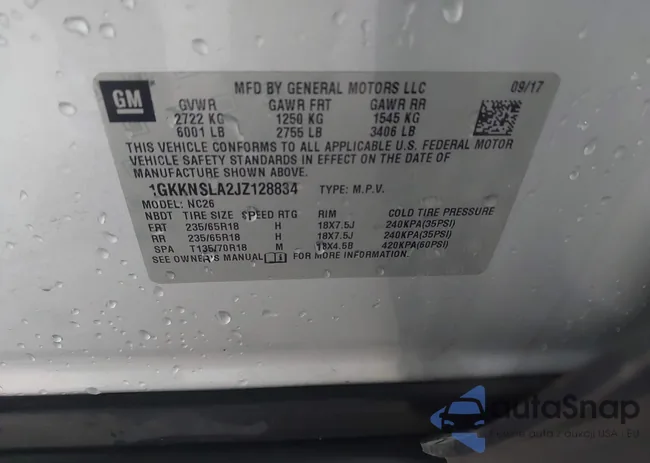 GM
MFD BY GENERAL MOTORS LLC 09/17
GVWR GAWR FRT GAWR RR
2722 KG 1250 KG 1545 KG
6001 LB 2755 LB 3406 LB
THIS VEHICLE CONFORMS TO ALL APPLICABLE U.S. FEDERAL MOTOR
VEHICLE SAFETY STANDARDS IN EFFECT ON THE DATE OF
MANUFACTURE SHOWN ABOVE.
1GKKNSLA2JZ128834 TYPE: M.P.V.
MODEL: NC26
NBDT TIRE SIZE SPEED RTG RIM COLD TIRE PRESSURE
FRT 235/65R18 H 18X7.5J 240KPA(35PSI)
RR 235/65R18 H 18X7.5J 240KPA(35PSI)
SPA T135/70R18 M 18X4.5B 420KPA(60PSI)
SEE OWNER'S MANUAL FOR MORE INFORMATION.
autaSnap
USA - EU